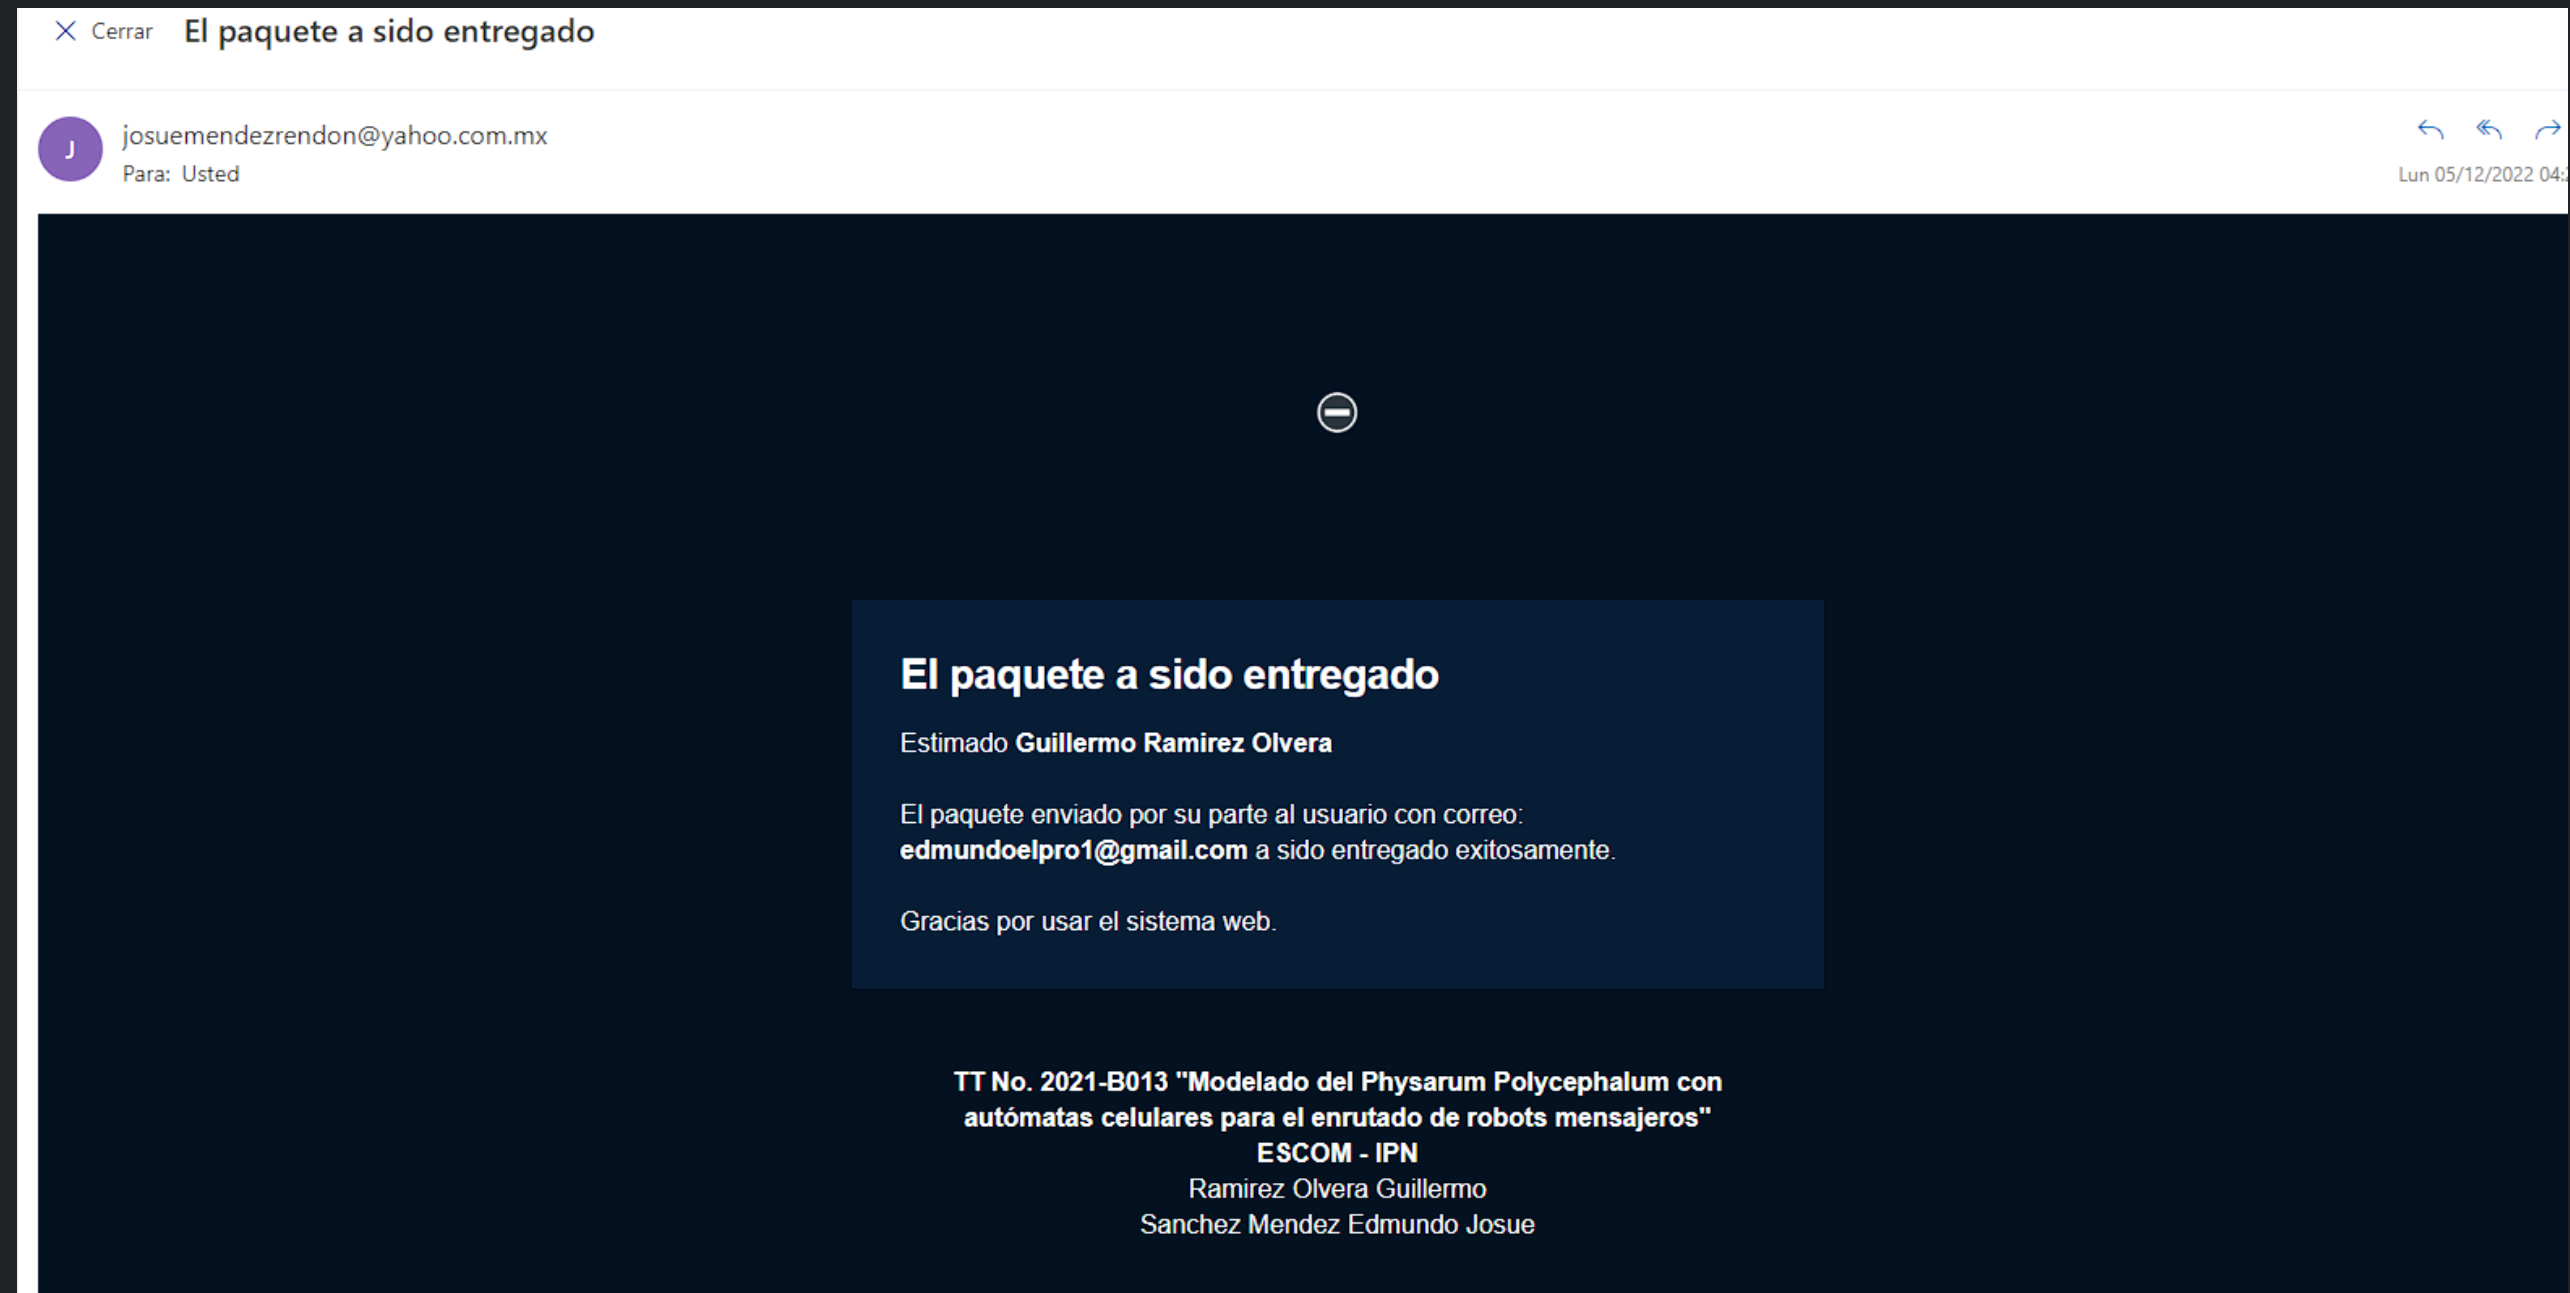 Cerrar El paquete a sido entregado
J
josuemendezrendon@yahoo.com.mx
Para: Usted
Lun 05/12/2022 04:
El paquete a sido entregado
Estimado Guillermo Ramirez Olvera
El paquete enviado por su parte al usuario con correo:
edmundoelpro1@gmail.com a sido entregado exitosamente.
Gracias por usar el sistema web.
TT No. 2021-B013 "Modelado del Physarum Polycephalum con
autómatas celulares para el enrutado de robots mensajeros"
ESCOM - IPN
Ramirez Olvera Guillermo
Sanchez Mendez Edmundo Josue